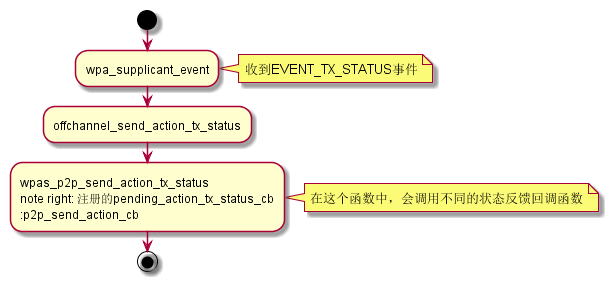 wpa_supplicant_event
收到EVENT_TX_STATUS事件
offchannel_send_action_tx_status
wpas_p2p_send_action_tx_status
note right: 注册的pending_action_tx_status_cb
:p2p_send_action_cb
在这个函数中，会调用不同的状态反馈回调函数